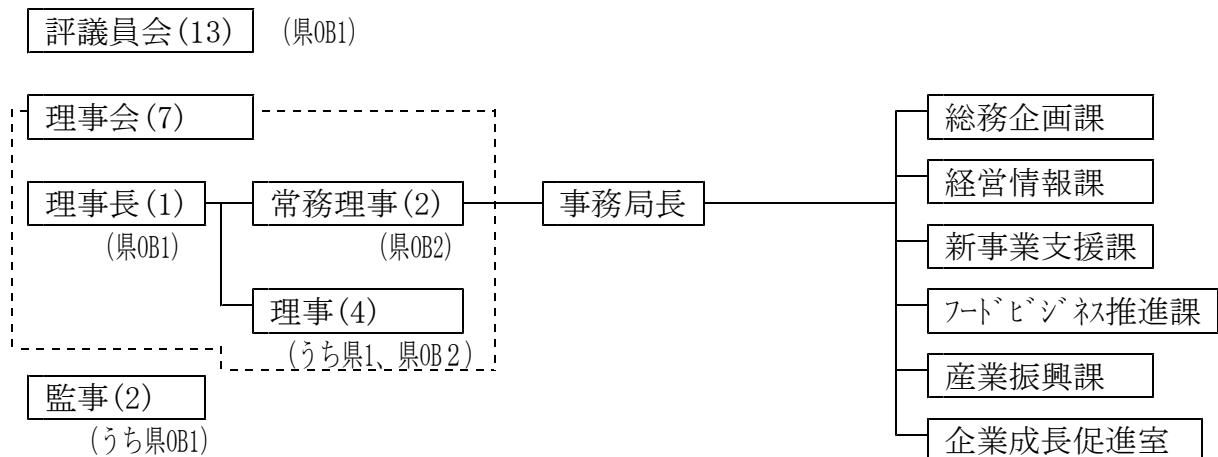 評議員会(13) (県OB1)
理事会(7)
総務企画課
経営情報課
理事長(1) 常務理事(2) 事務局長
(県OB1) (県OB2)
新事業支援課
理事(4)
フードビジネス推進課
(うち県1、県OB2)
産業振興課
監事(2)
(うち県OB1)
企業成長促進室